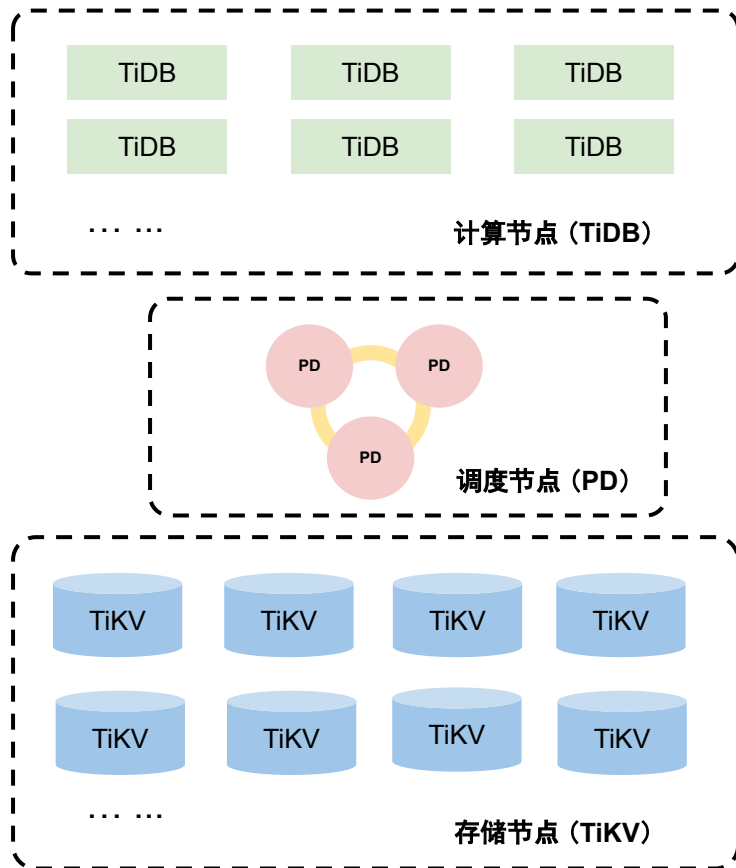 TiDB TiDB TiDB
TiDB TiDB TiDB
... ...
计算节点（TiDB）
PD PD
PD
调度节点（PD）
TiKV TiKV TiKV TiKV
TiKV TiKV TiKV TiKV
... ...
存储节点（TiKV）